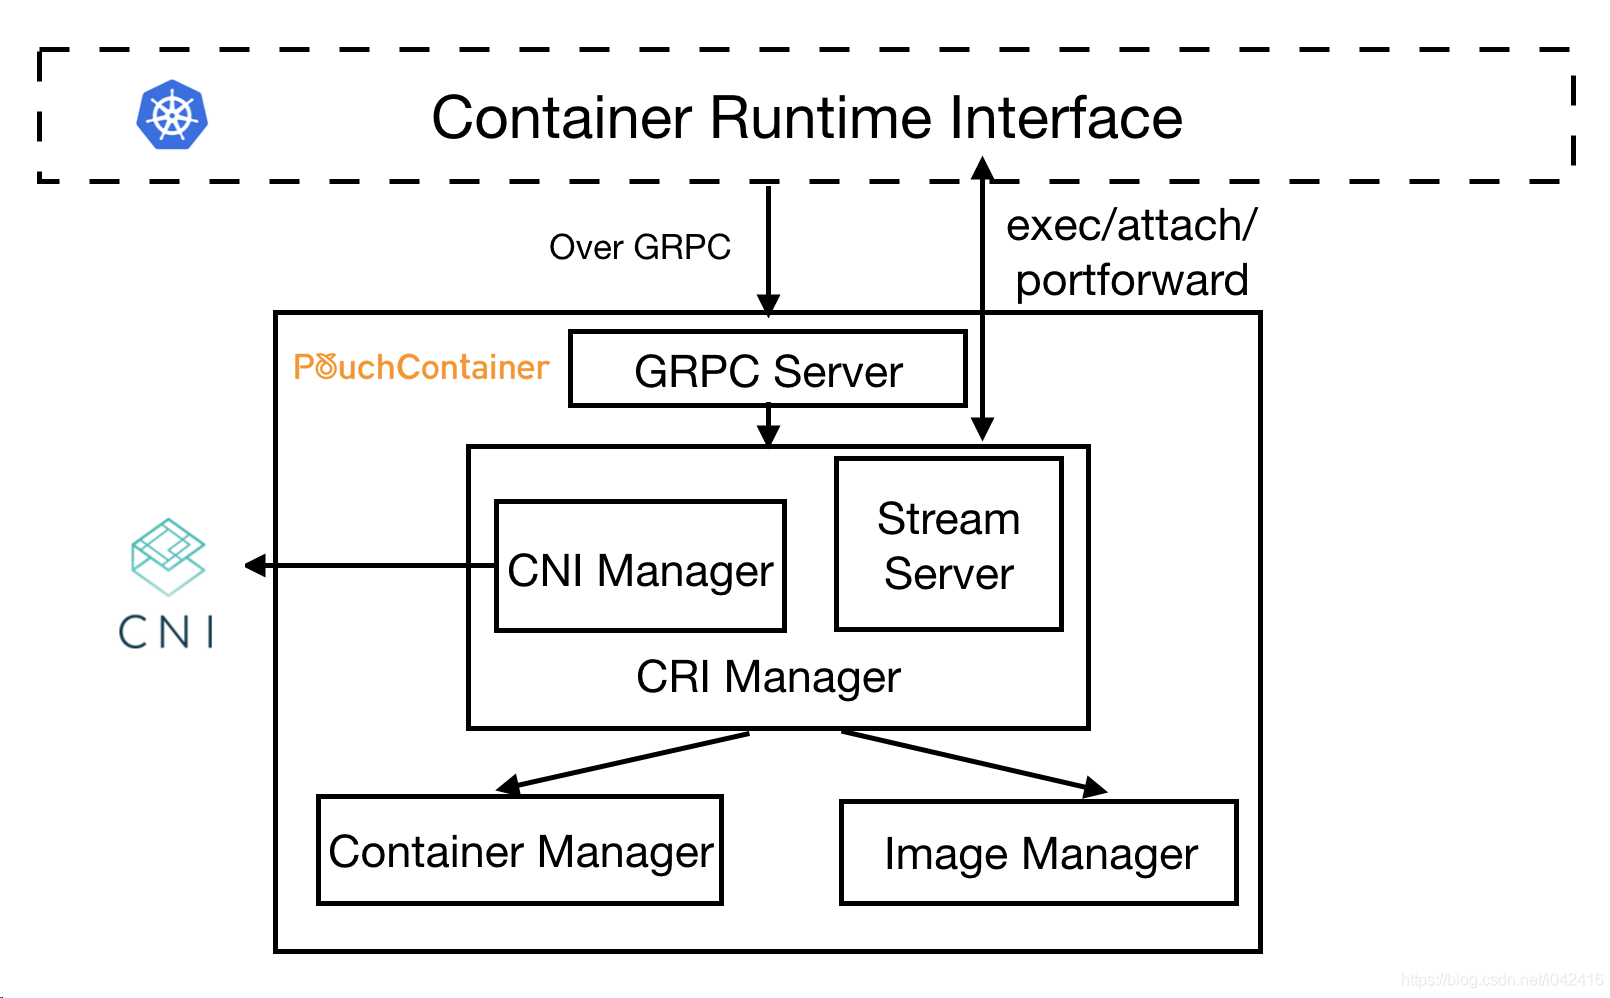 Container Runtime Interface
Over GRPC
exec/attach/
portforward
PouchContainer
GRPC Server
Stream
Server
CNI Manager
CNI
CRI Manager
Container Manager
Image Manager
https://blog.csdn.net/i042416